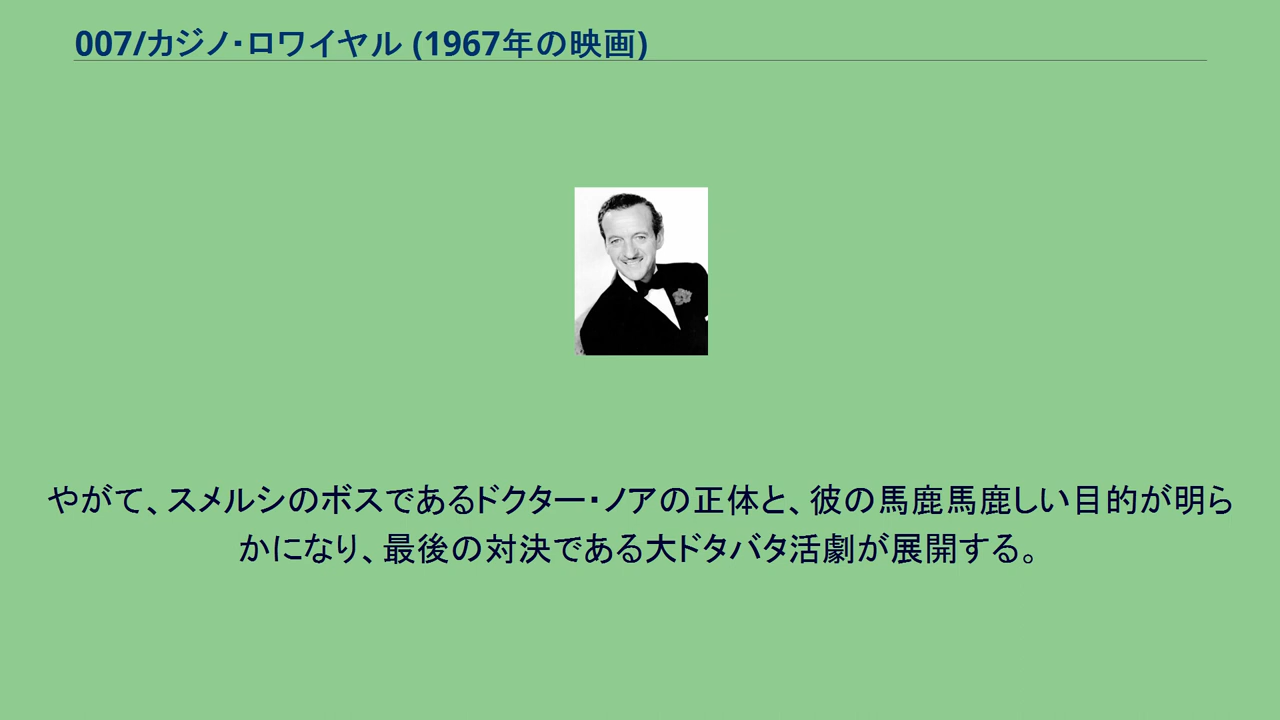 007/カジノ・ロワイヤル (1967年の映画)
やがて、スメルシのボスであるドクター・ノアの正体と、彼の馬鹿馬鹿しい目的が明ら
かになり、最後の対決である大ドタバタ活劇が展開する。